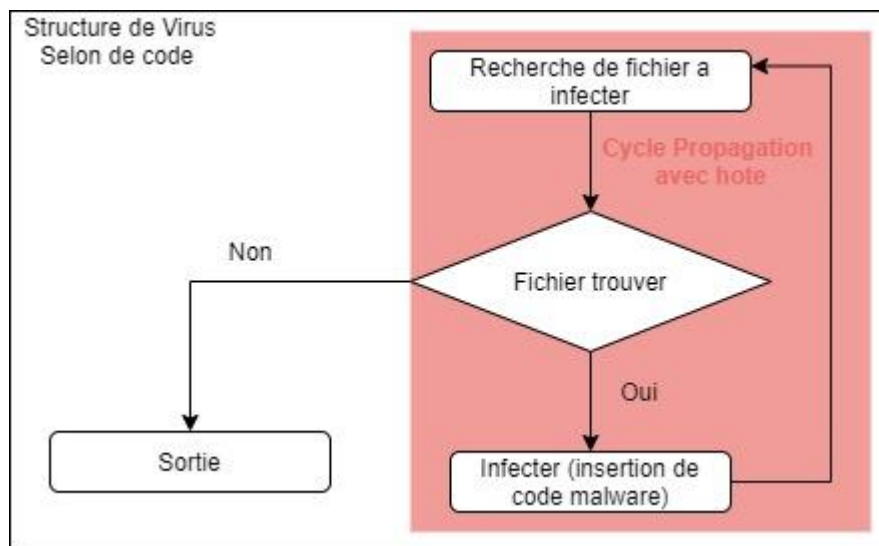 Structure de Virus
Selon de code
Recherche de fichier a
infecter
Cycle Propagation
avec hote
Non
Fichier trouver
Oui
Sortie
Infecter (insertion de
code malware)